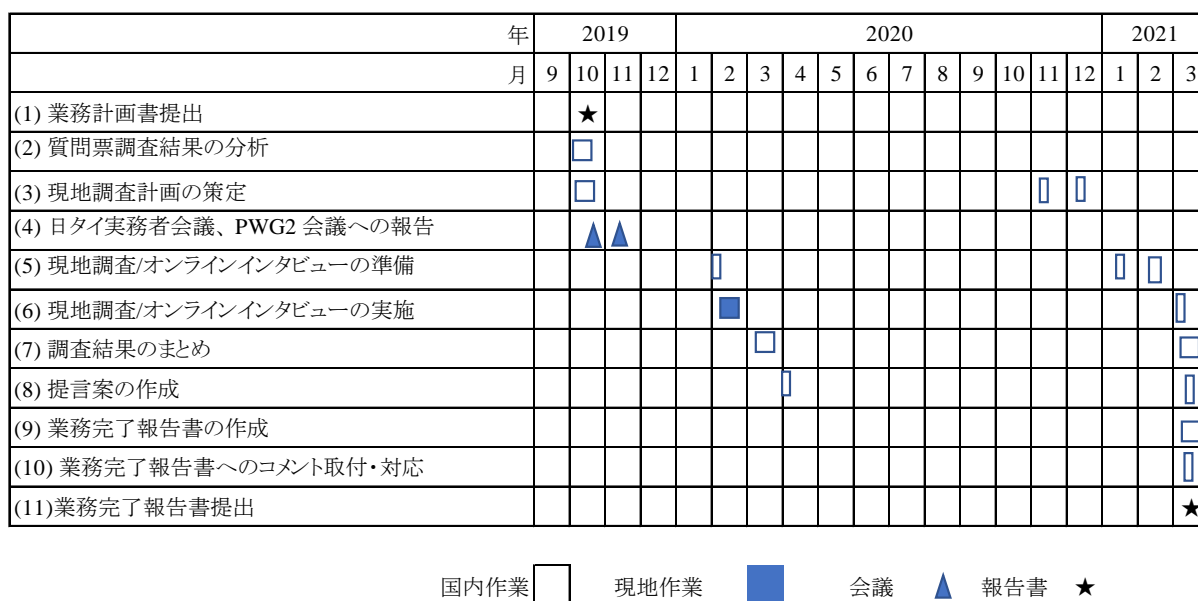 年 2019 2020 2021
月 9 10 11 12 1 2 3 4 5 6 7 8 9 10 11 12 1 2 3
(1) 業務計画書提出 ★
(2) 質問票調査結果の分析
(3) 現地調査計画の策定
(4) 日タイ実務者会議、PWG2 会議への報告
(5) 現地調査/オンラインインタビューの準備
(6) 現地調査/オンラインインタビューの実施
(7) 調査結果のまとめ
(8) 提言案の作成
(9) 業務完了報告書の作成
(10) 業務完了報告書へのコメント取付・対応
(11)業務完了報告書提出 ★
国内作業 現地作業 会議 報告書 ★